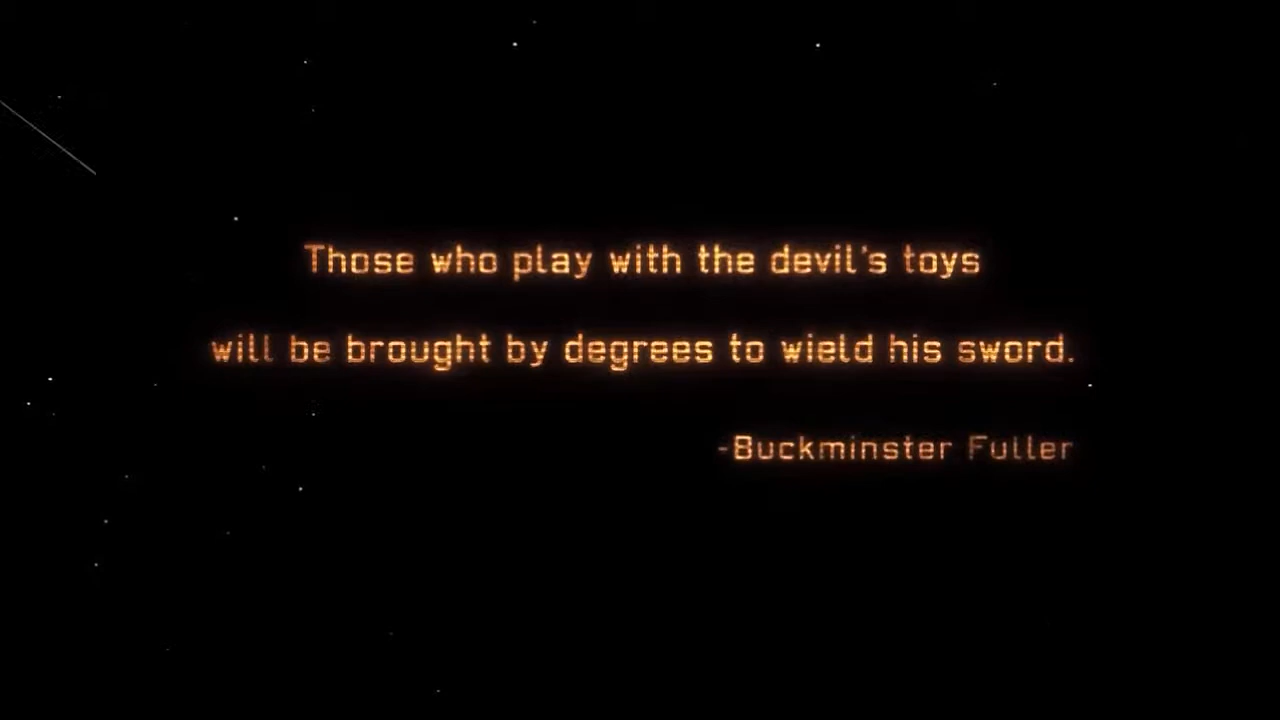 Those who play with the devil's toys
will be brought by degrees to wield his sword.
-Buckminster Fuller